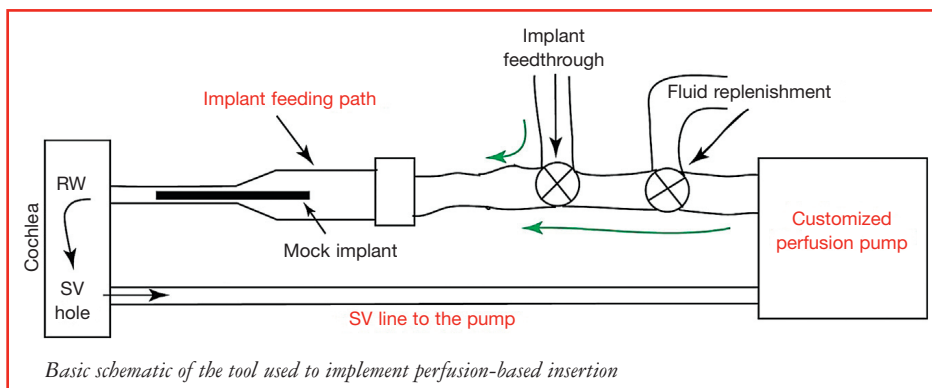 Implant
feedthrough
Fluid replenishment
Implant feeding path
RW
Mock implant
Customized
perfusion pump
Cochlea
SV
hole
SV line to the pump
Basic schematic of the tool used to implement perfusion-based insertion